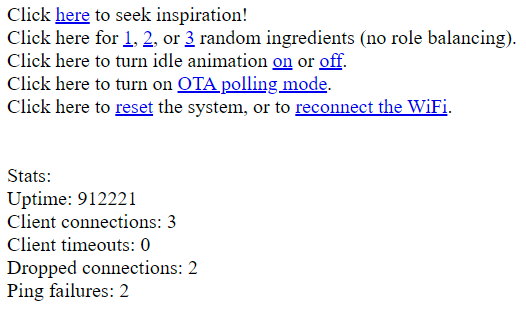 Click here to seek inspiration!
Click here for 1, 2, or 3 random ingredients (no role balancing).
Click here to turn idle animation on or off.
Click here to turn on OTA polling mode.
Click here to reset the system, or to reconnect the WiFi.
Stats:
Uptime: 912221
Client connections: 3
Client timeouts: 0
Dropped connections: 2
Ping failures: 2